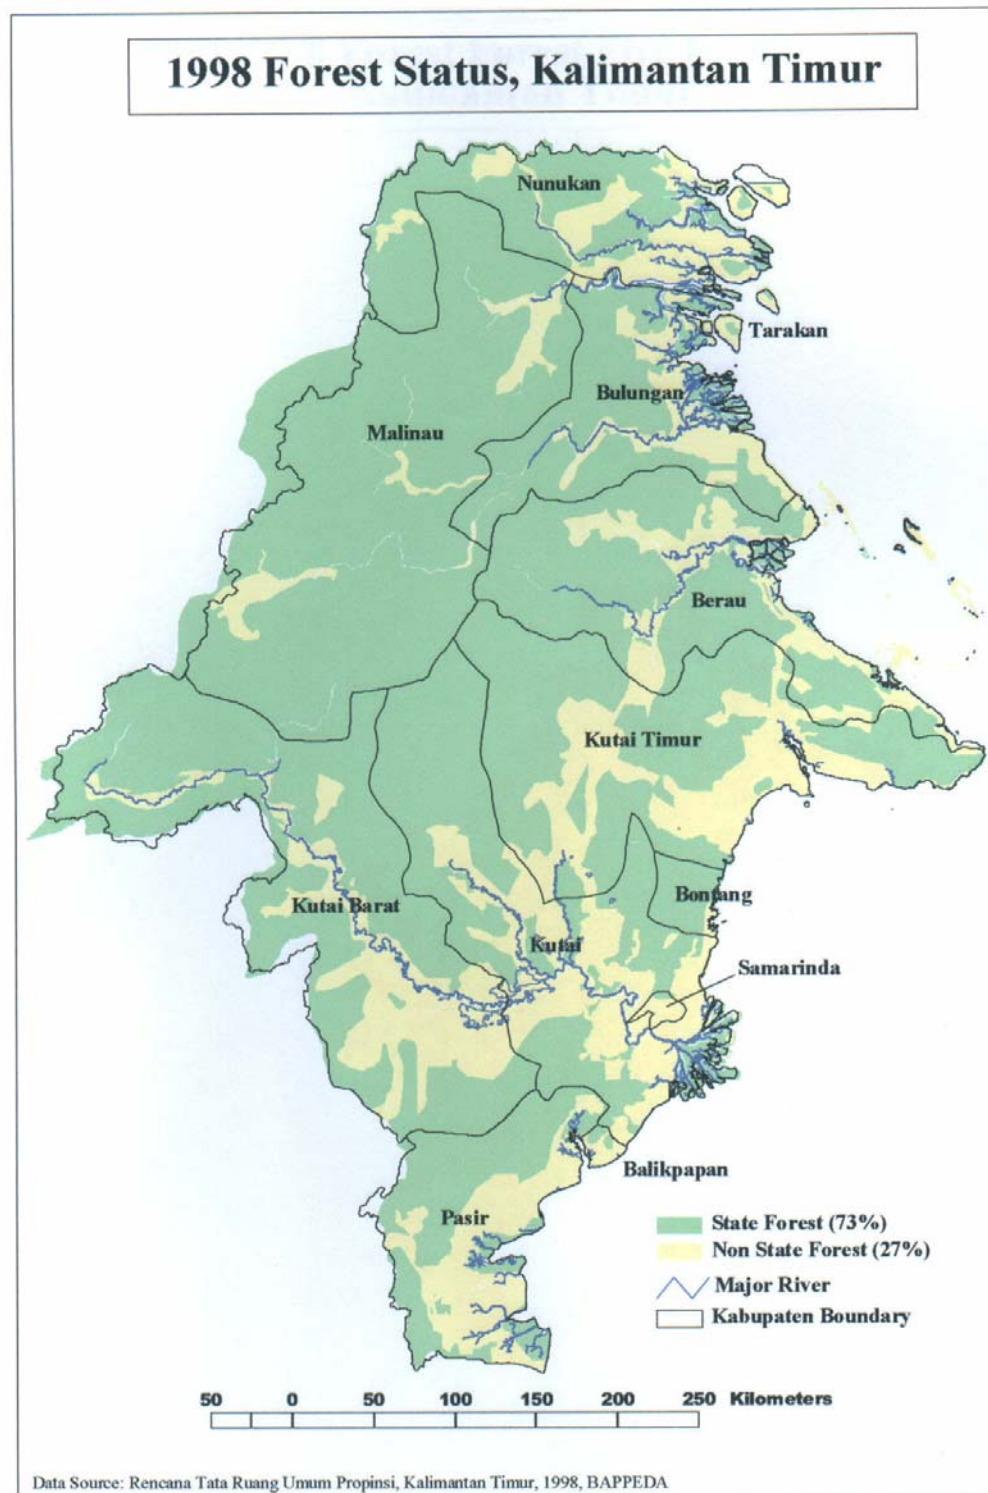 1998 Forest Status, Kalimantan Timur
Nunukan
Tarakan
Bulungan
Malinau
Berau
Kutai Timur
Bontang
Kutai Barat
Kutai
Samarinda
Balikpapan
Pasir
State Forest (73%)
Non State Forest (27%)
Major River
Kabupaten Boundary
50 0 50 100 150 200 250 Kilometers
Data Source: Rencana Tata Ruang Umum Propinsi, Kalimantan Timur, 1998, BAPPEDA